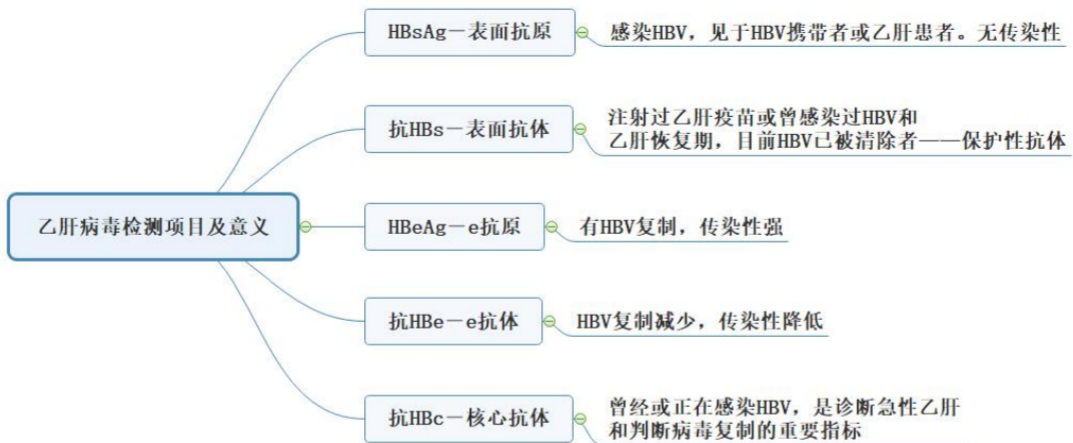 乙肝病毒检测项目及意义
HBsAg－表面抗原
感染HBV，见于HBV携带者或乙肝患者。无传染性
抗HBs－表面抗体
注射过乙肝疫苗或曾感染过HBV和
乙肝恢复期，目前HBV已被清除者——保护性抗体
HBeAg－e抗原
有HBV复制，传染性强
抗HBe－e抗体
HBV复制减少，传染性降低
抗HBc－核心抗体
曾经或正在感染HBV，是诊断急性乙肝
和判断病毒复制的重要指标